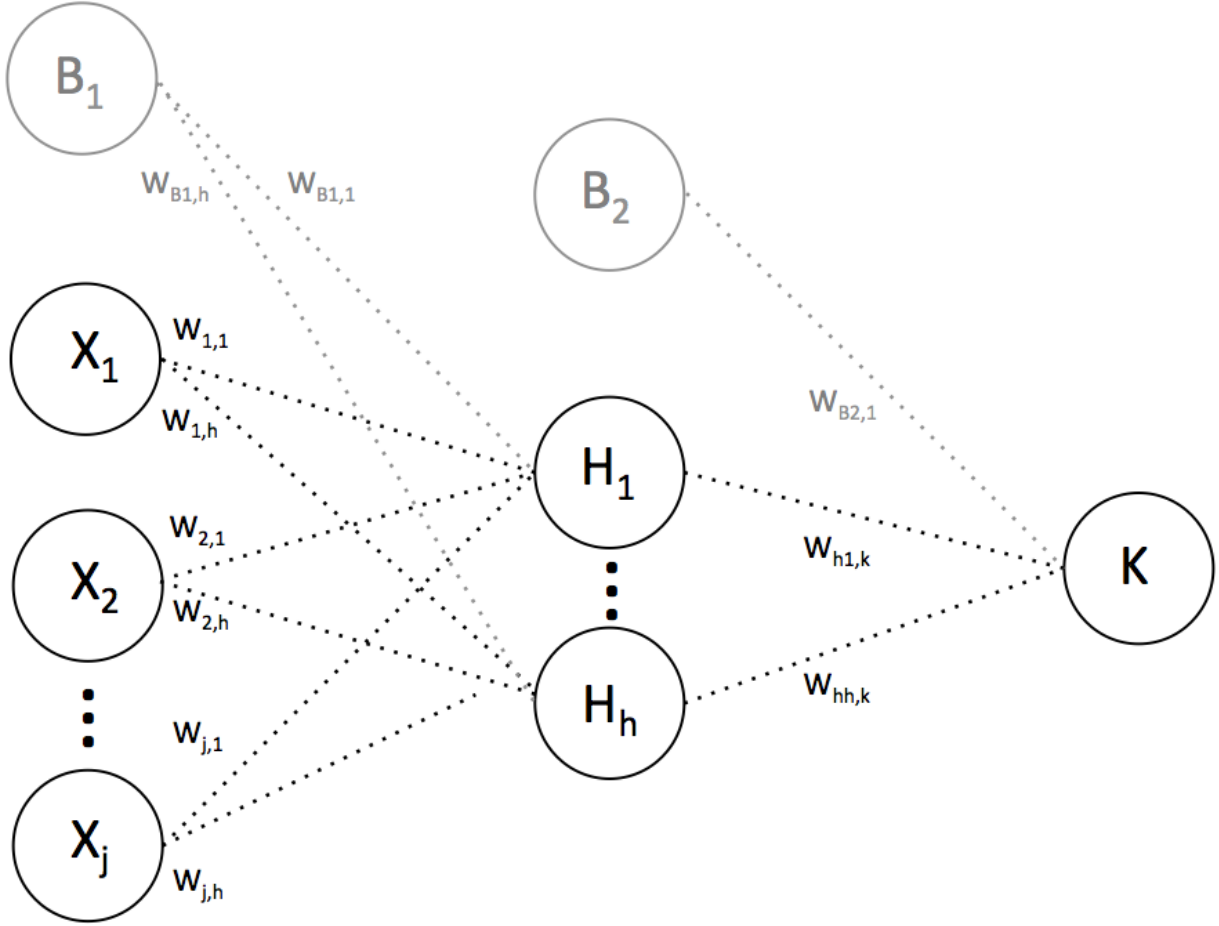 B1
B2
WB1,h
WB1,1
X1
W1,1
W1,h
WB2,1
H1
X2
W2,1
W2,h
Wh1,k
K
Hh
Whh,k
Wj,1
Xj
Wj,h